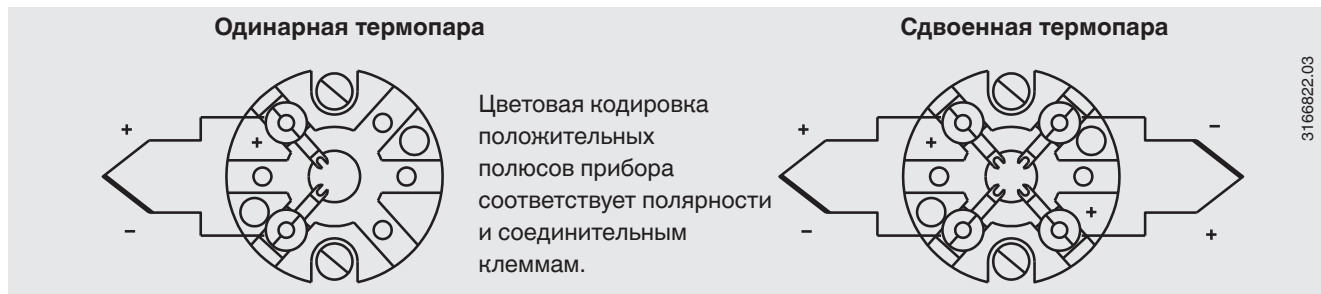 Одинарная термопара
Сдвоенная термопара
+
+
−
Цветовая кодировка
положительных
полюсов прибора
соответствует полярности
и соединительным
клеммам.
+
+
−
−
+
+
3166822.03